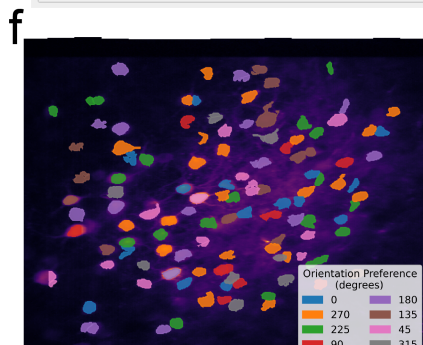 f
Orientation Preference
(degrees)
0 180
270 135
225 45
90 315